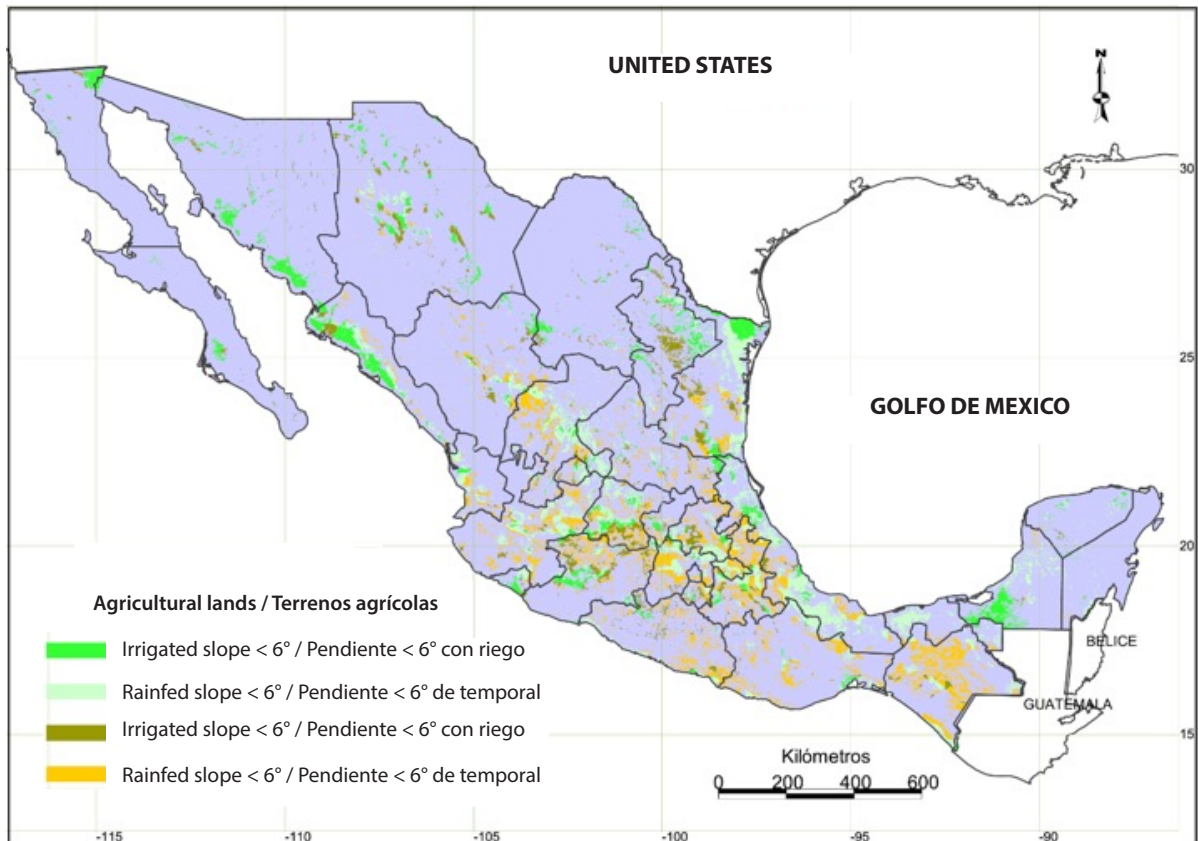 UNITED STATES
N
30
25
GOLFO DE MEXICO
20
Agricultural lands / Terrenos agrícolas
Irrigated slope < 6° / Pendiente < 6° con riego
Rainfed slope < 6° / Pendiente < 6° de temporal
Irrigated slope < 6° / Pendiente < 6° con riego
Rainfed slope < 6° / Pendiente < 6° de temporal
BELICE
GUATEMALA
15
Kilómetros
0 200 400 600
-115 -110 -105 -100 -95 -90